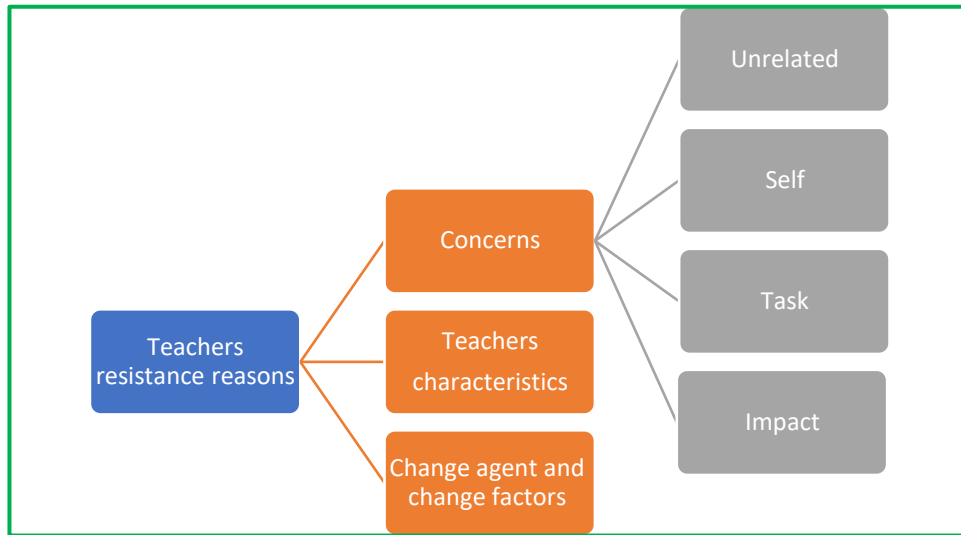 Teachers
resistance reasons
Concerns
Teachers
characteristics
Change agent and
change factors
Unrelated
Self
Task
Impact